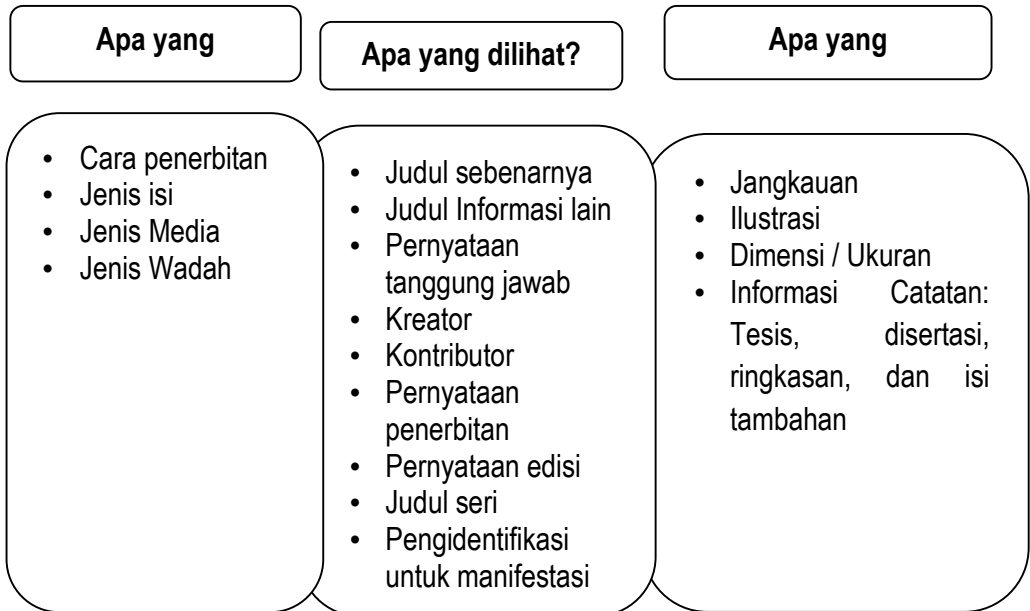 Apa yang
Apa yang dilihat?
Apa yang
• Cara penerbitan
• Jenis isi
• Jenis Media
• Jenis Wadah
• Judul sebenarnya
• Judul Informasi lain
• Pernyataan
tanggung jawab
• Kreator
• Kontributor
• Pernyataan
penerbitan
• Pernyataan edisi
• Judul seri
• Pengidentifikasi
untuk manifestasi
• Jangkauan
• Ilustrasi
• Dimensi / Ukuran
• Informasi Catatan:
Tesis, disertasi,
ringkasan, dan isi
tambahan